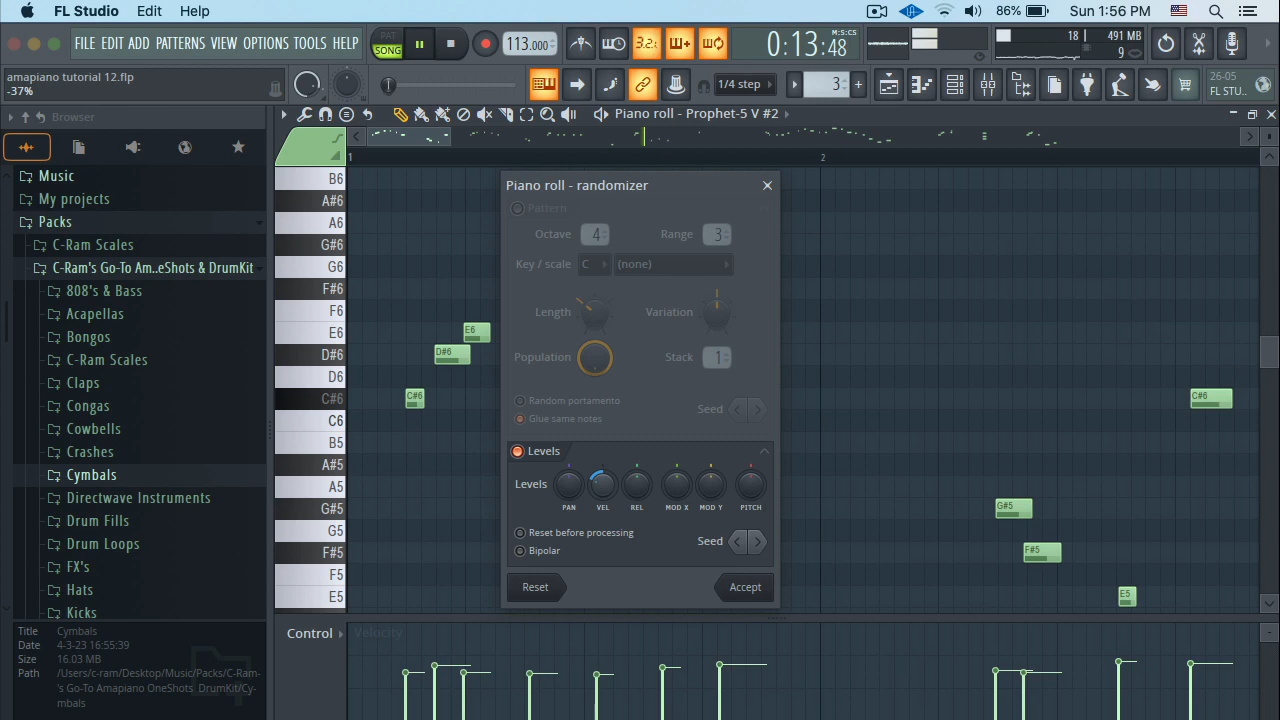 FL Studio Edit Help 86% Sun 1:56 PM
FILE EDIT ADD PATTERNS VIEW OPTIONS TOOLS HELP
PAT
SONG
113.000
3.2:
0:13:48
M:S:CS
18
491 MB
9
amapiano tutorial 12.flp
-37%
1/4 step
3
26-05
FL STU..
Browser
Piano roll - Prophet-5 V #2
Music
My projects
Packs
C-Ram Scales
C-Ram's Go-To Am..eShots & DrumKit
808's & Bass
Acapellas
Bongos
C-Ram Scales
Claps
Congas
Cowbells
Crashes
Cymbals
Directwave Instruments
Drum Fills
Drum Loops
FX's
Hats
Kicks
Title Cymbals
Date 4-3-23 16:55:39
Size 16.03 MB
Path /Users/c-ram/Desktop/Music/Packs/C-Ram-
's Go-To Amapiano OneShots DrumKit/Cy-
mbals
1
2
B6
A#6
A6
G#6
G6
F#6
F6
E6
D#6
D6
C#6
C6
B5
A#5
A5
G#5
G5
F#5
F5
E5
C#6
D#6
E6
G#5
F#5
E5
C#6
Piano roll - randomizer
Pattern
Octave 4 Range 3
Key / scale C (none)
Length Variation
Population Stack 1
Random portamento
Glue same notes
Seed
Levels
Levels
PAN VEL REL MOD X MOD Y PITCH
Reset before processing
Bipolar
Seed
Reset Accept
Control Velocity